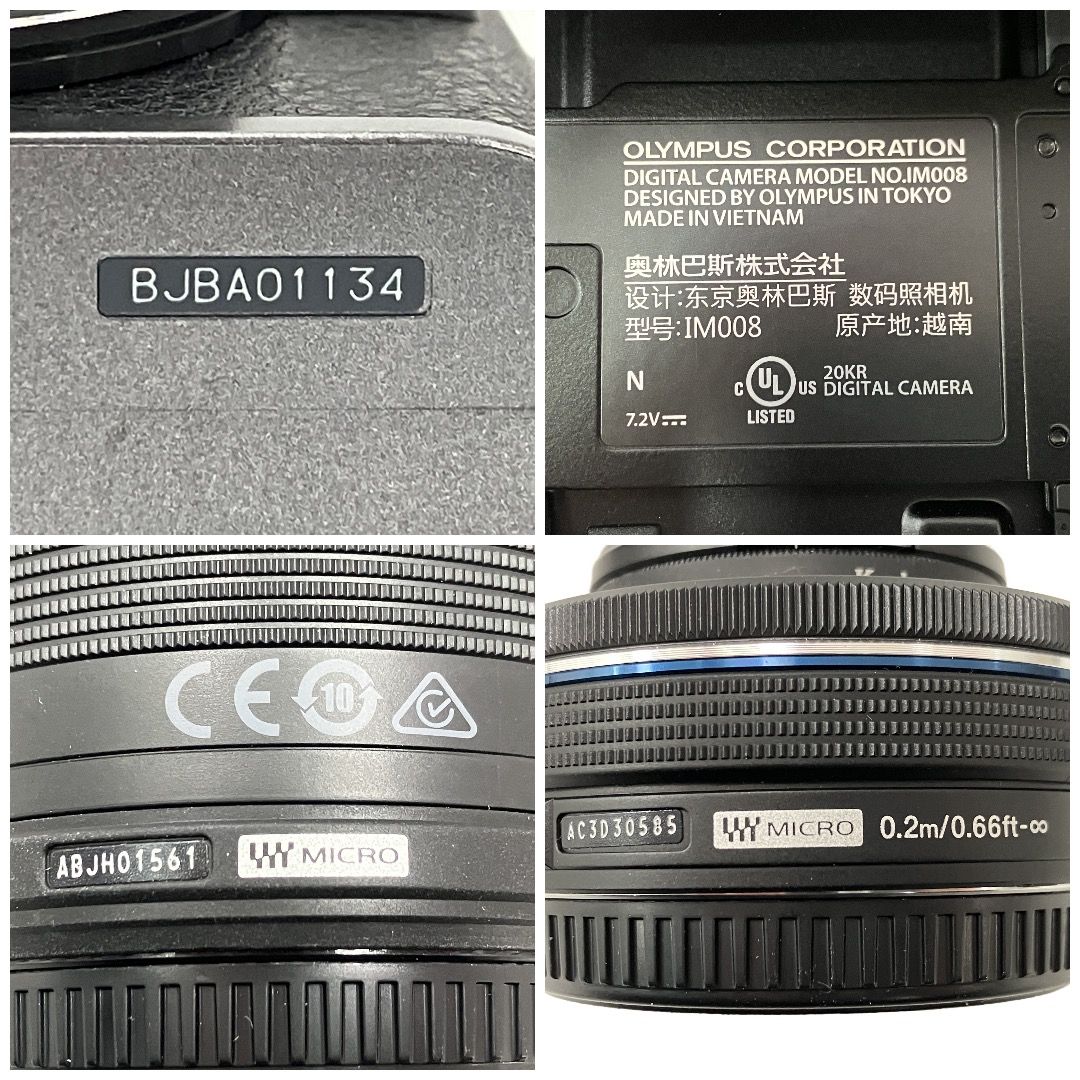 BJBA01134
OLYMPUS CORPORATION
DIGITAL CAMERA MODEL NO.IM008
DESIGNED BY OLYMPUS IN TOKYO
MADE IN VIETNAM
奥林巴斯株式会社
设计:东京奥林巴斯 数码照相机
型号:IM008 原产地:越南
N
7.2V
C UL US
LISTED
20KR
DIGITAL CAMERA
CE 10 C
ABJH01561 MICRO
AC3D30585 MICRO 0.2m/0.66ft-∞